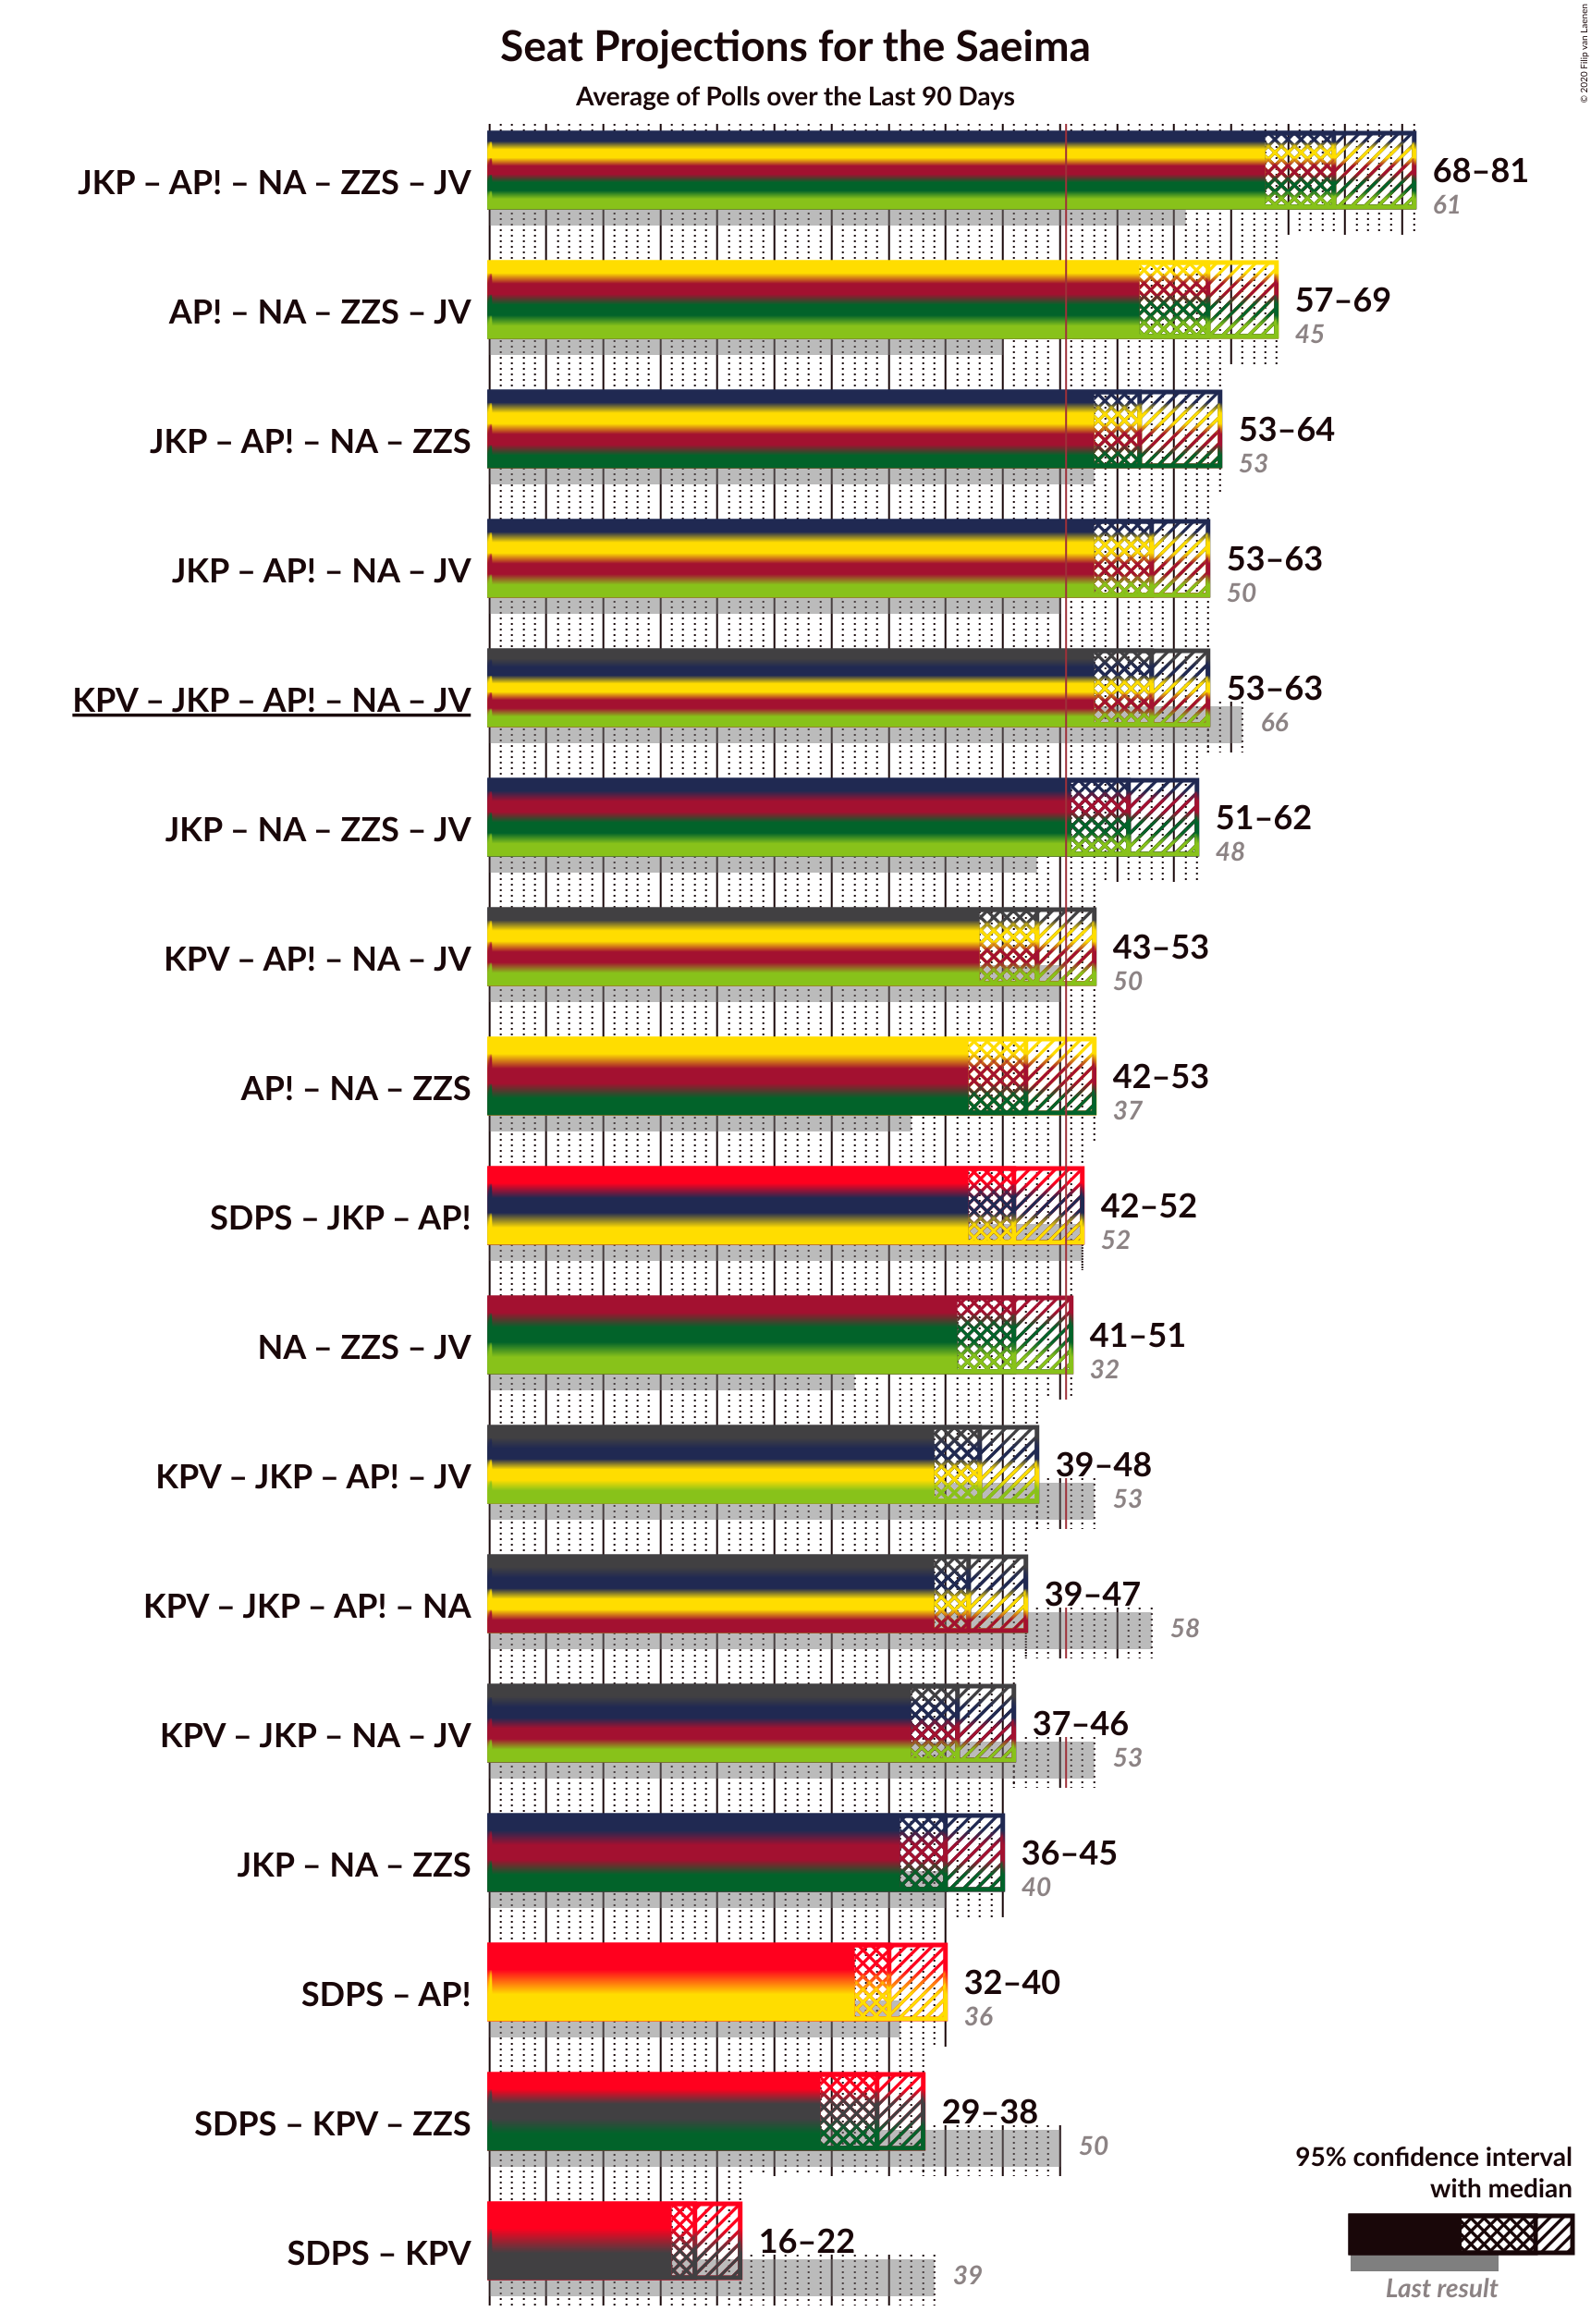 Seat Projections for the Saeima
Average of Polls over the Last 90 Days
© 2020 Filip van Laenen
JKP – AP! – NA – ZZS – JV
68–81
61
AP! – NA – ZZS – JV
57–69
45
JKP – AP! – NA – ZZS
53–64
53
JKP – AP! – NA – JV
53–63
50
KPV – JKP – AP! – NA – JV
53–63
66
JKP – NA – ZZS – JV
51–62
48
KPV – AP! – NA – JV
43–53
50
AP! – NA – ZZS
42–53
37
SDPS – JKP – AP!
42–52
52
NA – ZZS – JV
41–51
32
KPV – JKP – AP! – JV
39–48
53
KPV – JKP – AP! – NA
39–47
58
KPV – JKP – NA – JV
37–46
53
JKP – NA – ZZS
36–45
40
SDPS – AP!
32–40
36
SDPS – KPV – ZZS
29–38
50
SDPS – KPV
16–22
39
95% confidence interval
with median
Last result